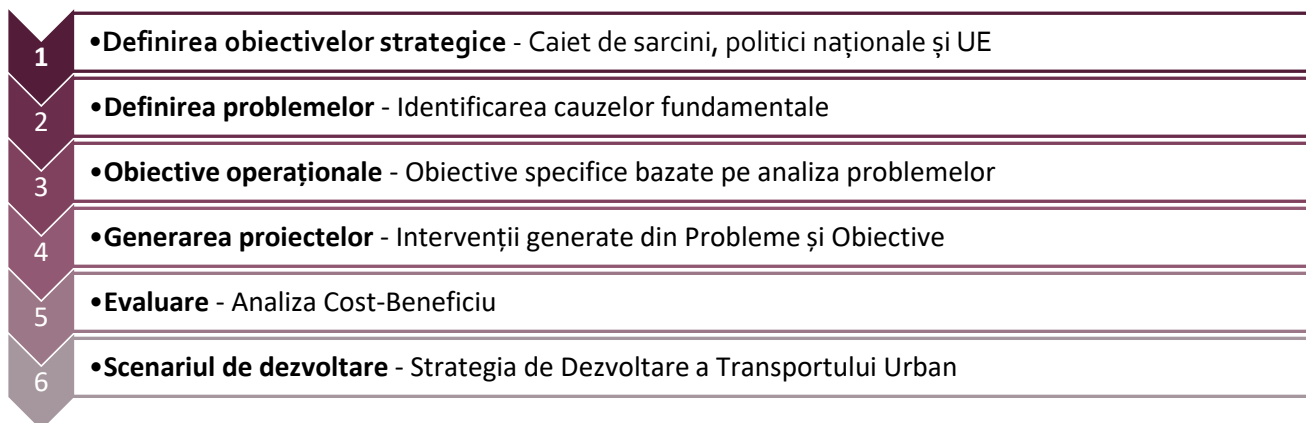 1 •Definirea obiectivelor strategice - Caiet de sarcini, politici naționale și UE
2 •Definirea problemelor - Identificarea cauzelor fundamentale
3 •Obiective operaționale - Obiective specifice bazate pe analiza problemelor
4 •Generarea proiectelor - Intervenții generate din Probleme și Obiective
5 •Evaluare - Analiza Cost-Beneficiu
6 •Scenariul de dezvoltare - Strategia de Dezvoltare a Transportului Urban